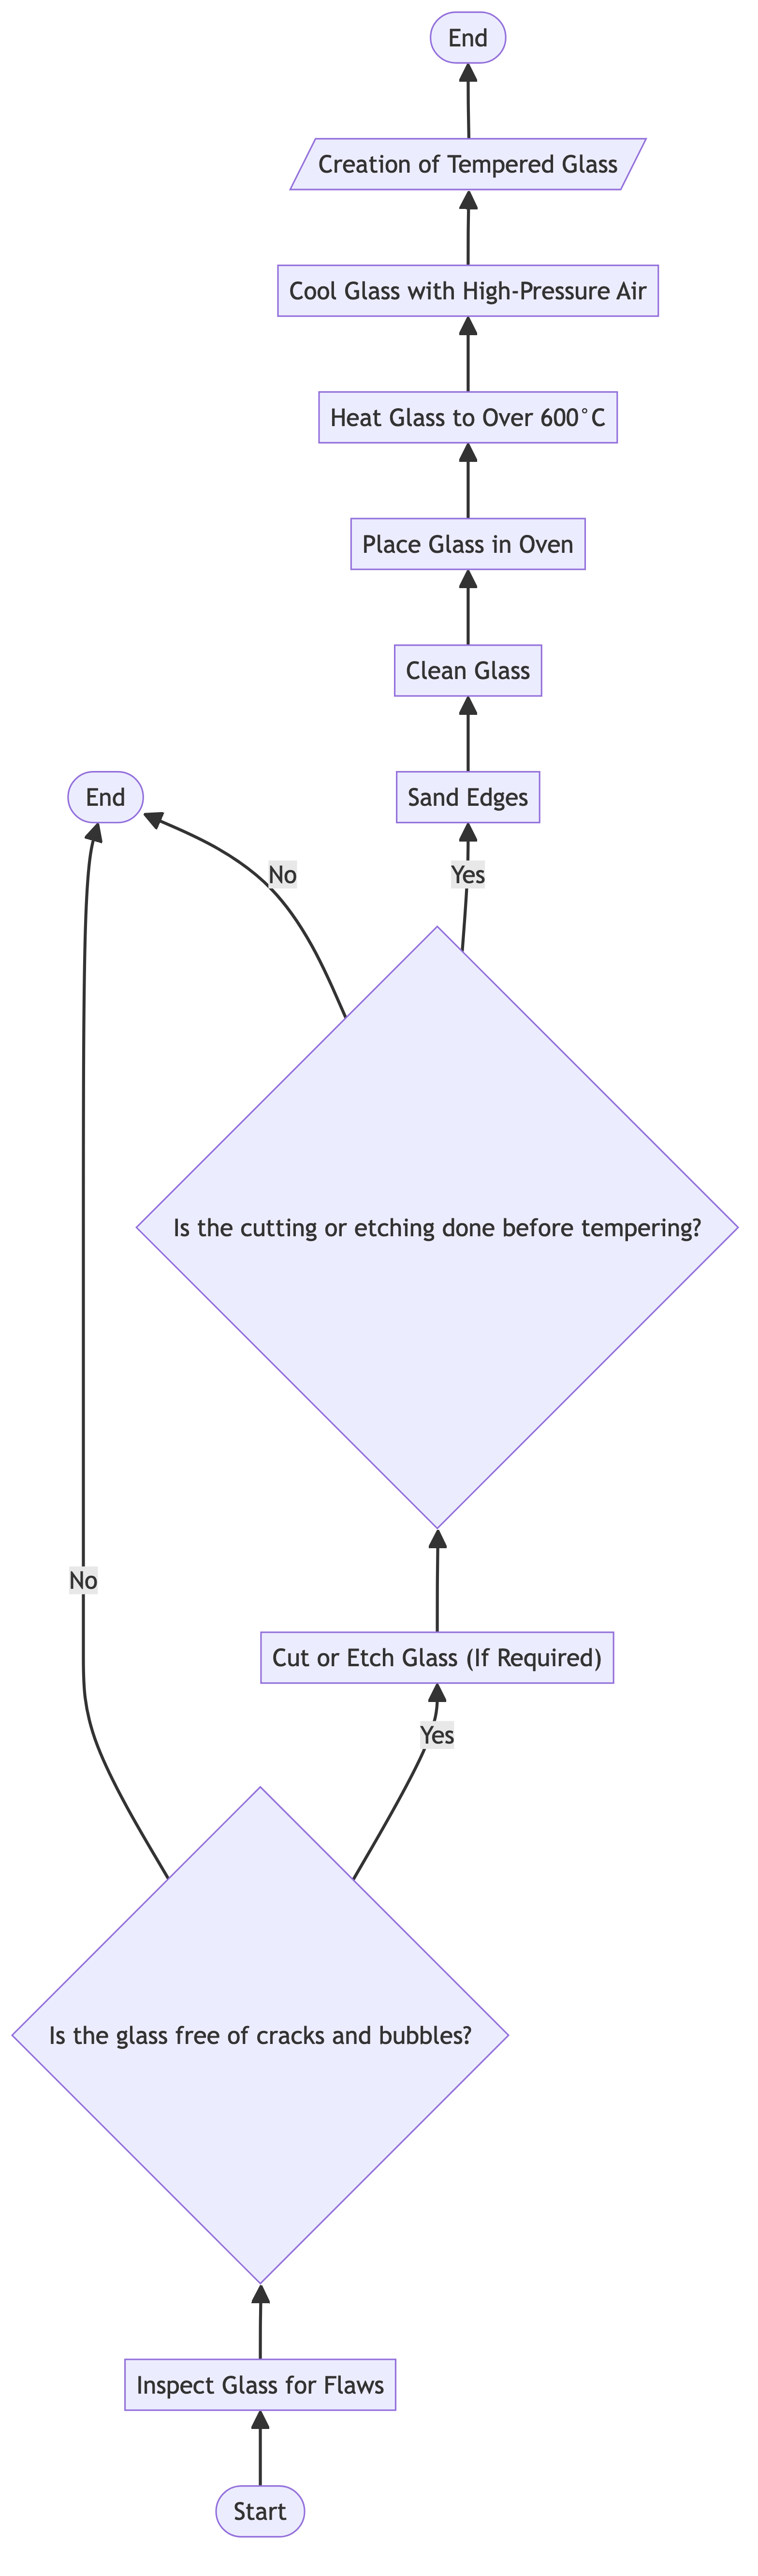 End
Creation of Tempered Glass
Cool Glass with High-Pressure Air
Heat Glass to Over 600°C
Place Glass in Oven
Clean Glass
End
Sand Edges
No
Yes
Is the cutting or etching done before tempering?
No
Cut or Etch Glass (If Required)
Yes
Is the glass free of cracks and bubbles?
Inspect Glass for Flaws
Start